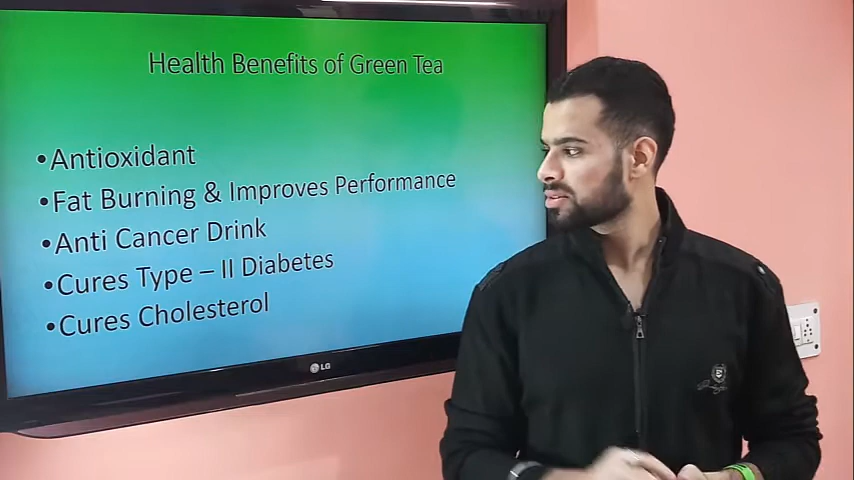 Health Benefits of Green Tea
•Antioxidant
•Fat Burning & Improves Performance
•Anti Cancer Drink
•Cures Type – II Diabetes
•Cures Cholesterol
LG